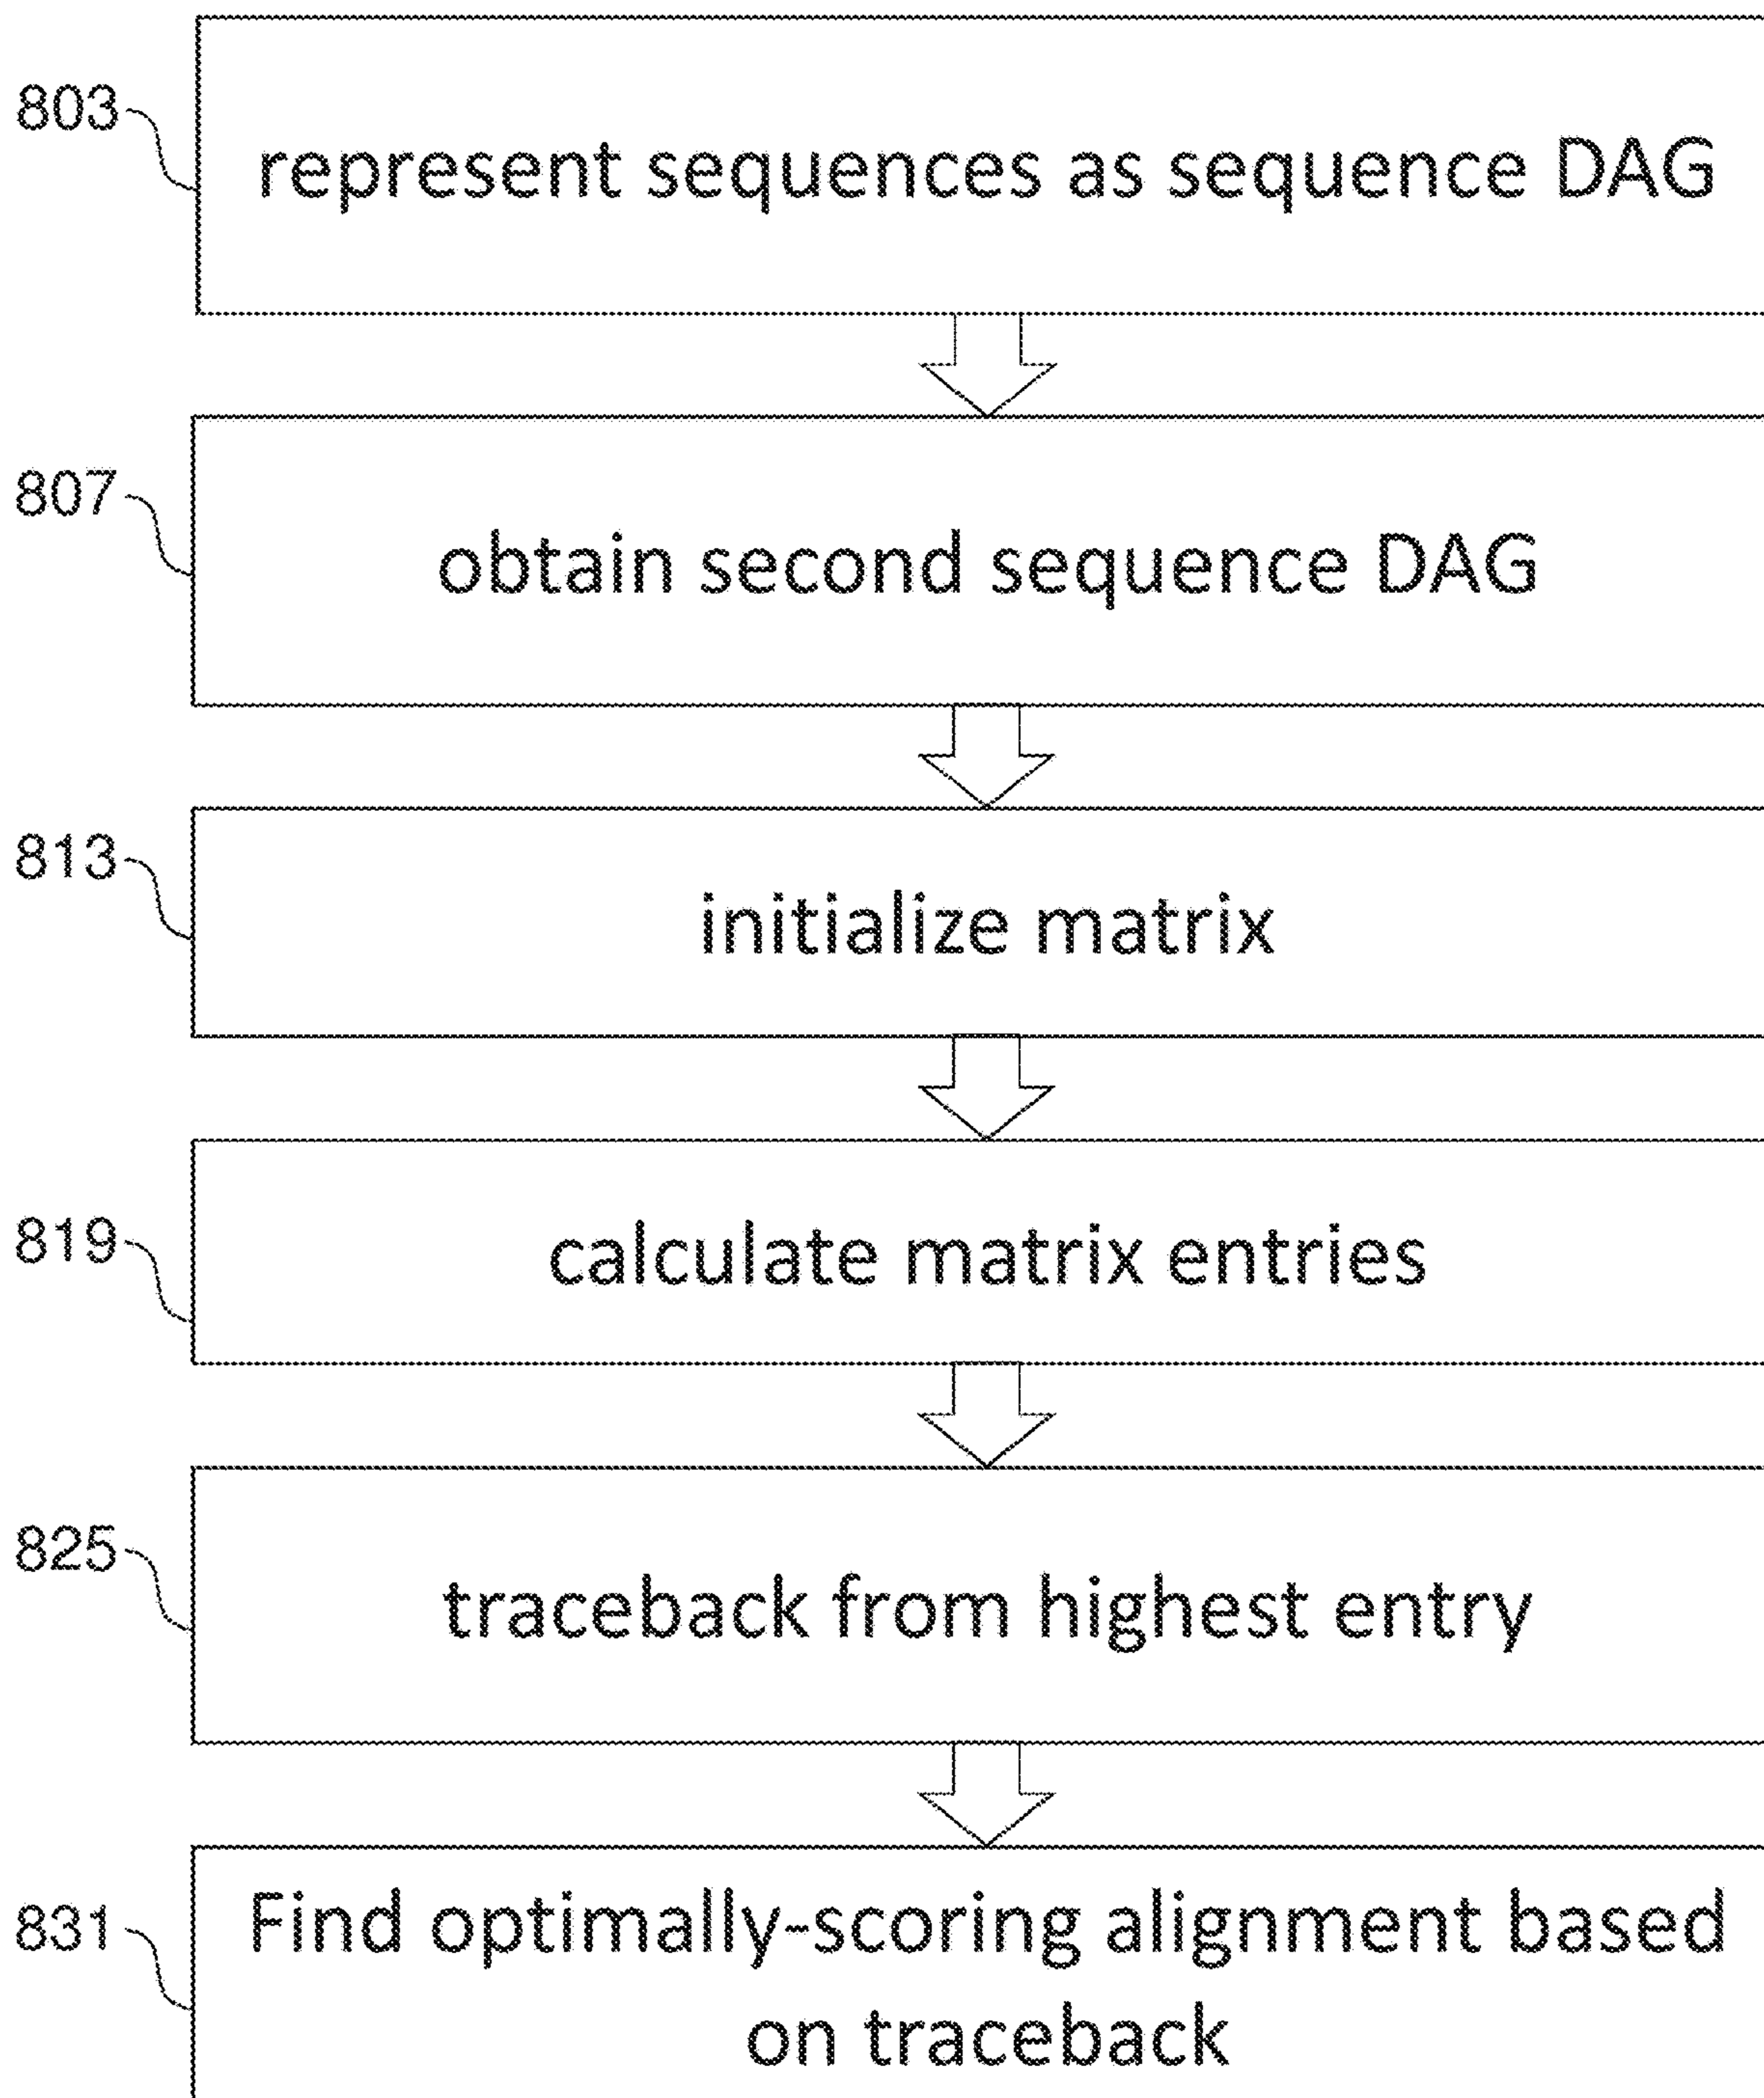 803
represent sequences as sequence DAG
807
obtain second sequence DAG
813
initialize matrix
819
calculate matrix entries
825
traceback from highest entry
831
Find optimally-scoring alignment based
on traceback